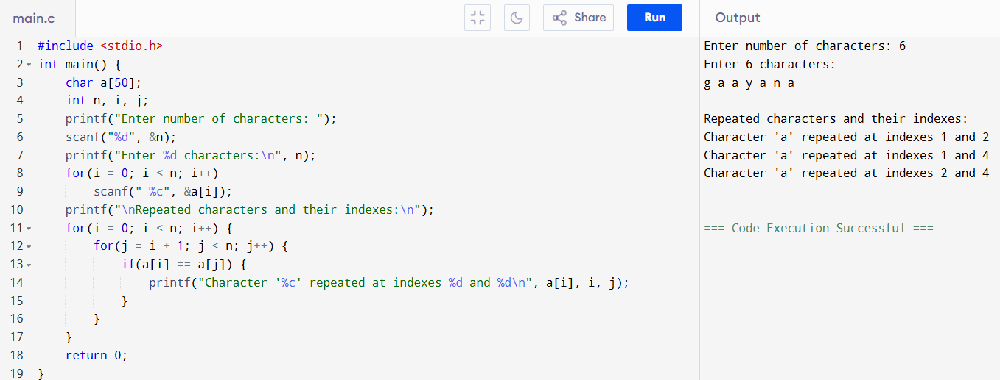 main.c
Share
Run
Output
1 #include <stdio.h>
2 int main() {
3     char a[50];
4     int n, i, j;
5     printf("Enter number of characters: ");
6     scanf("%d", &n);
7     printf("Enter %d characters:\n", n);
8     for(i = 0; i < n; i++)
9         scanf(" %c", &a[i]);
10     printf("\nRepeated characters and their indexes:\n");
11     for(i = 0; i < n; i++) {
12         for(j = i + 1; j < n; j++) {
13             if(a[i] == a[j]) {
14                 printf("Character '%c' repeated at indexes %d and %d\n", a[i], i, j);
15             }
16         }
17     }
18     return 0;
19 }
Enter number of characters: 6
Enter 6 characters:
g a a y a n a
Repeated characters and their indexes:
Character 'a' repeated at indexes 1 and 2
Character 'a' repeated at indexes 1 and 4
Character 'a' repeated at indexes 2 and 4
=== Code Execution Successful ===